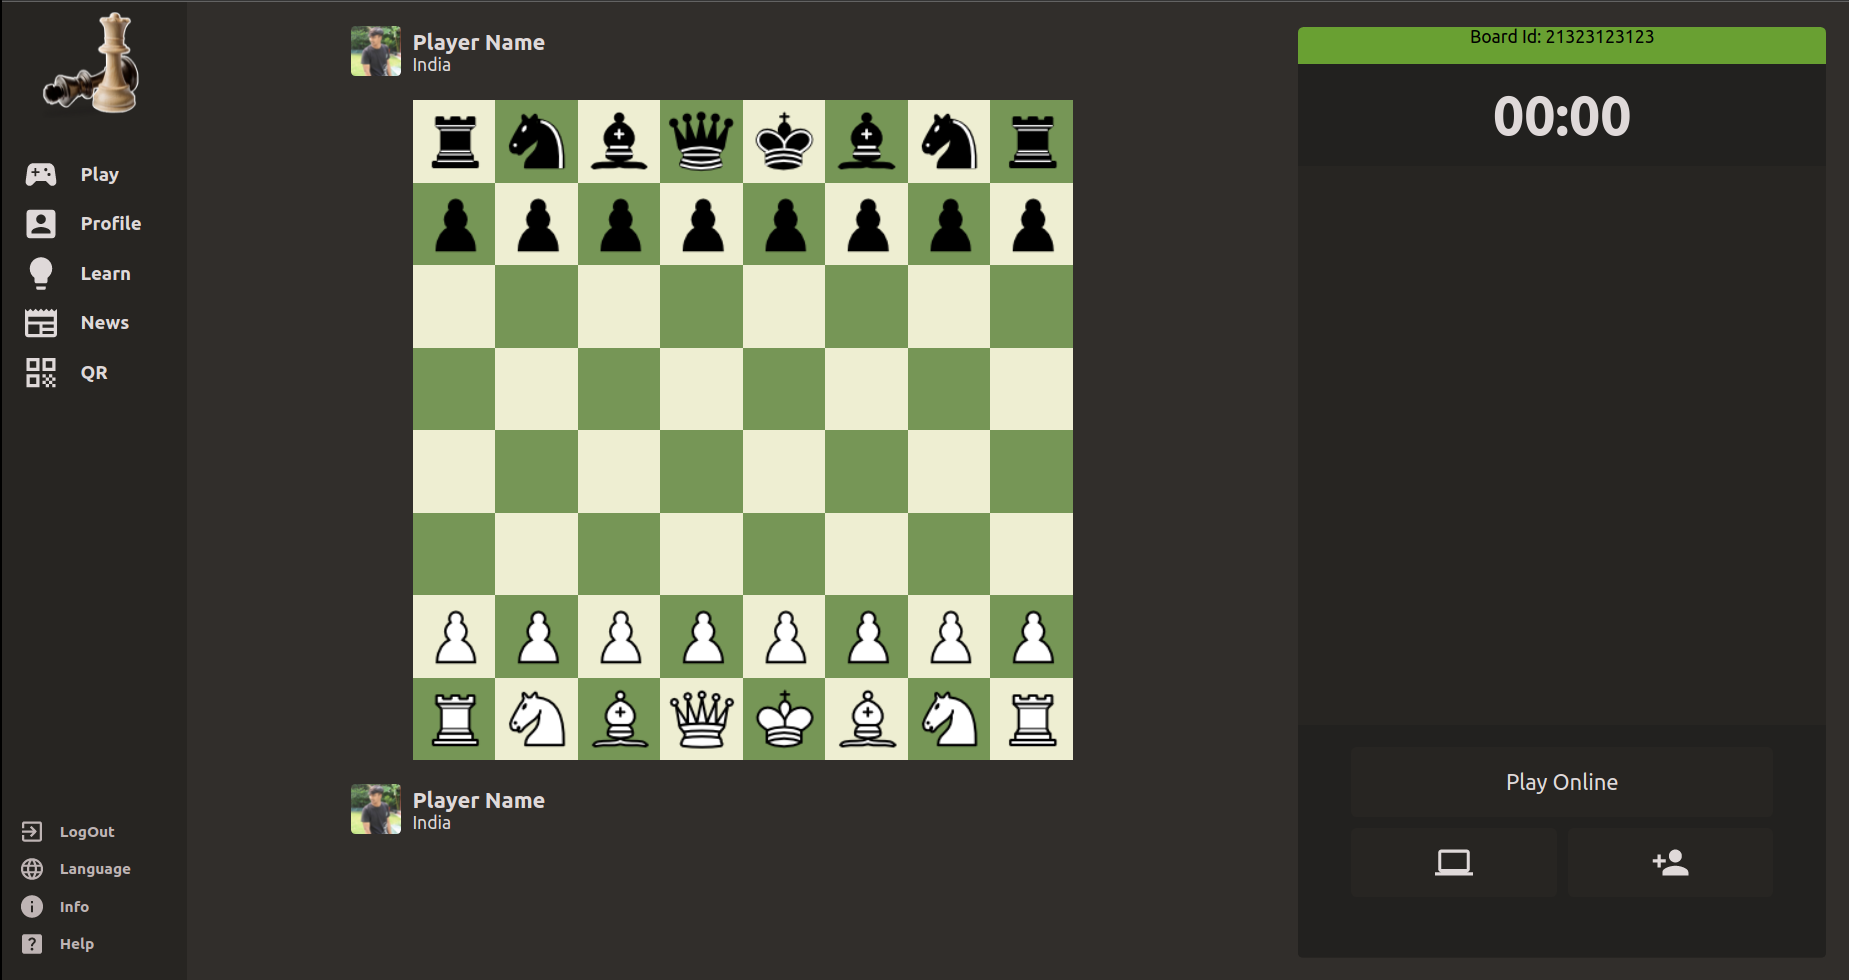 Play
Profile
Learn
News
QR
LogOut
Language
Info
Help
Player Name
India
Player Name
India
Board Id: 21323123123
00:00
Play Online